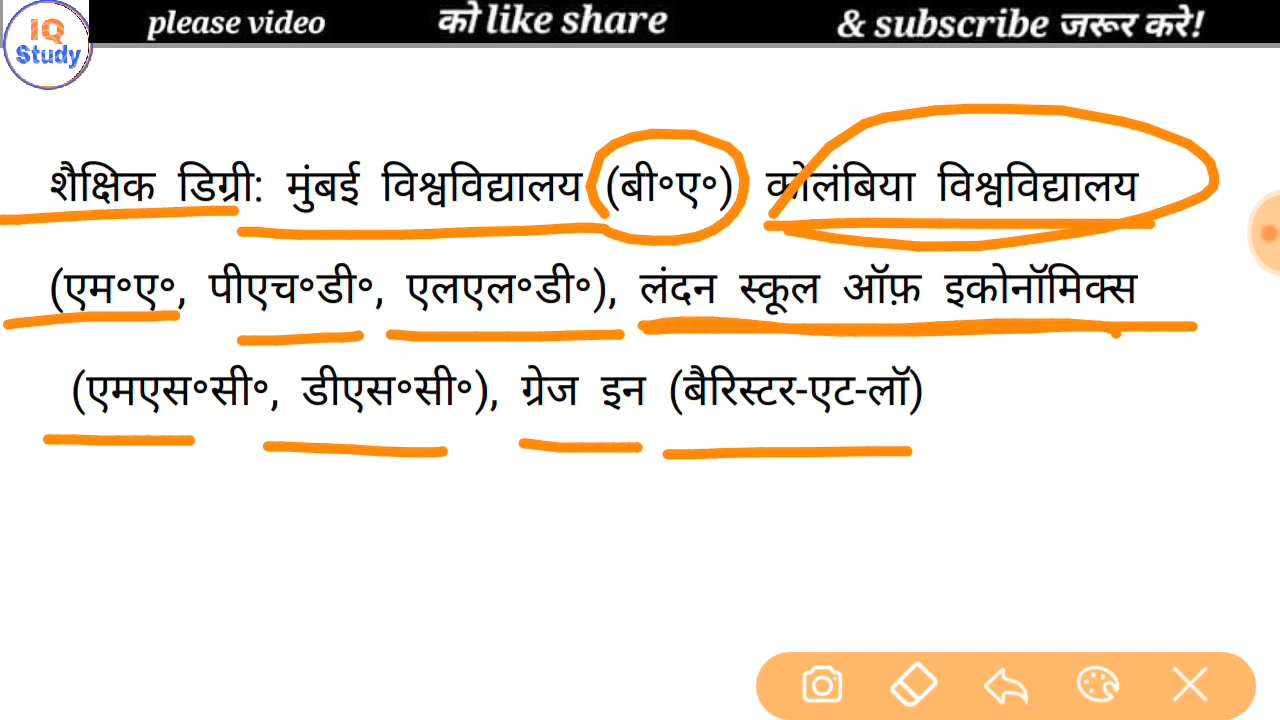 IQ Study
please video को like share & subscribe जरूर करे!
शैक्षिक डिग्री: मुंबई विश्वविद्यालय (बी॰ए॰) कोलंबिया विश्वविद्यालय
(एम॰ए॰, पीएच॰डी॰, एलएल॰डी॰), लंदन स्कूल ऑफ़ इकोनॉमिक्स
(एमएस॰सी॰, डीएस॰सी॰), ग्रेज इन (बैरिस्टर-एट-लॉ)